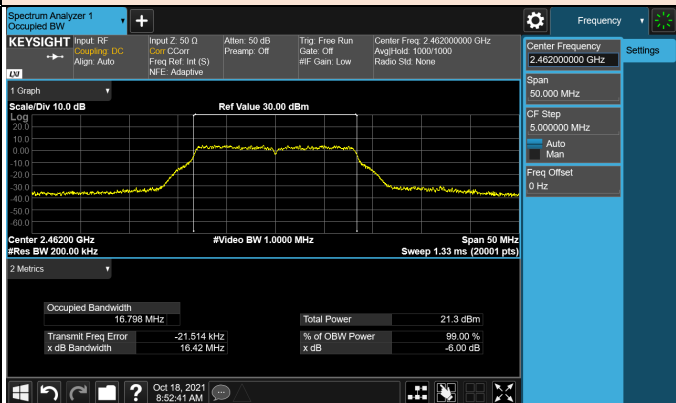 Spectrum Analyzer 1
Occupied BW
Frequency
KEYSIGHT
Input: RF
Coupling: DC
Align: Auto
Input Z: 50 Ω
Corr CCorr
Freq Ref: Int (S)
NFE: Adaptive
Atten: 50 dB
Preamp: Off
Trig: Free Run
Gate: Off
#IF Gain: Low
Center Freq: 2.462000000 GHz
Avg|Hold: 1000/1000
Radio Std: None
LXI
Center Frequency
2.462000000 GHz
Settings
Span
50.000 MHz
CF Step
5.000000 MHz
Auto
Man
Freq Offset
0 Hz
1 Graph
Scale/Div 10.0 dB
Ref Value 30.00 dBm
Log
20.0
10.0
0.00
-10.0
-20.0
-30.0
-40.0
-50.0
-60.0
Center 2.46200 GHz
#Video BW 1.0000 MHz
Span 50 MHz
#Res BW 200.00 kHz
Sweep 1.33 ms (20001 pts)
2 Metrics
Occupied Bandwidth
16.798 MHz
Total Power 21.3 dBm
Transmit Freq Error -21.514 kHz
% of OBW Power 99.00 %
x dB Bandwidth 16.42 MHz
x dB -6.00 dB
?
Oct 18, 2021
8:52:41 AM